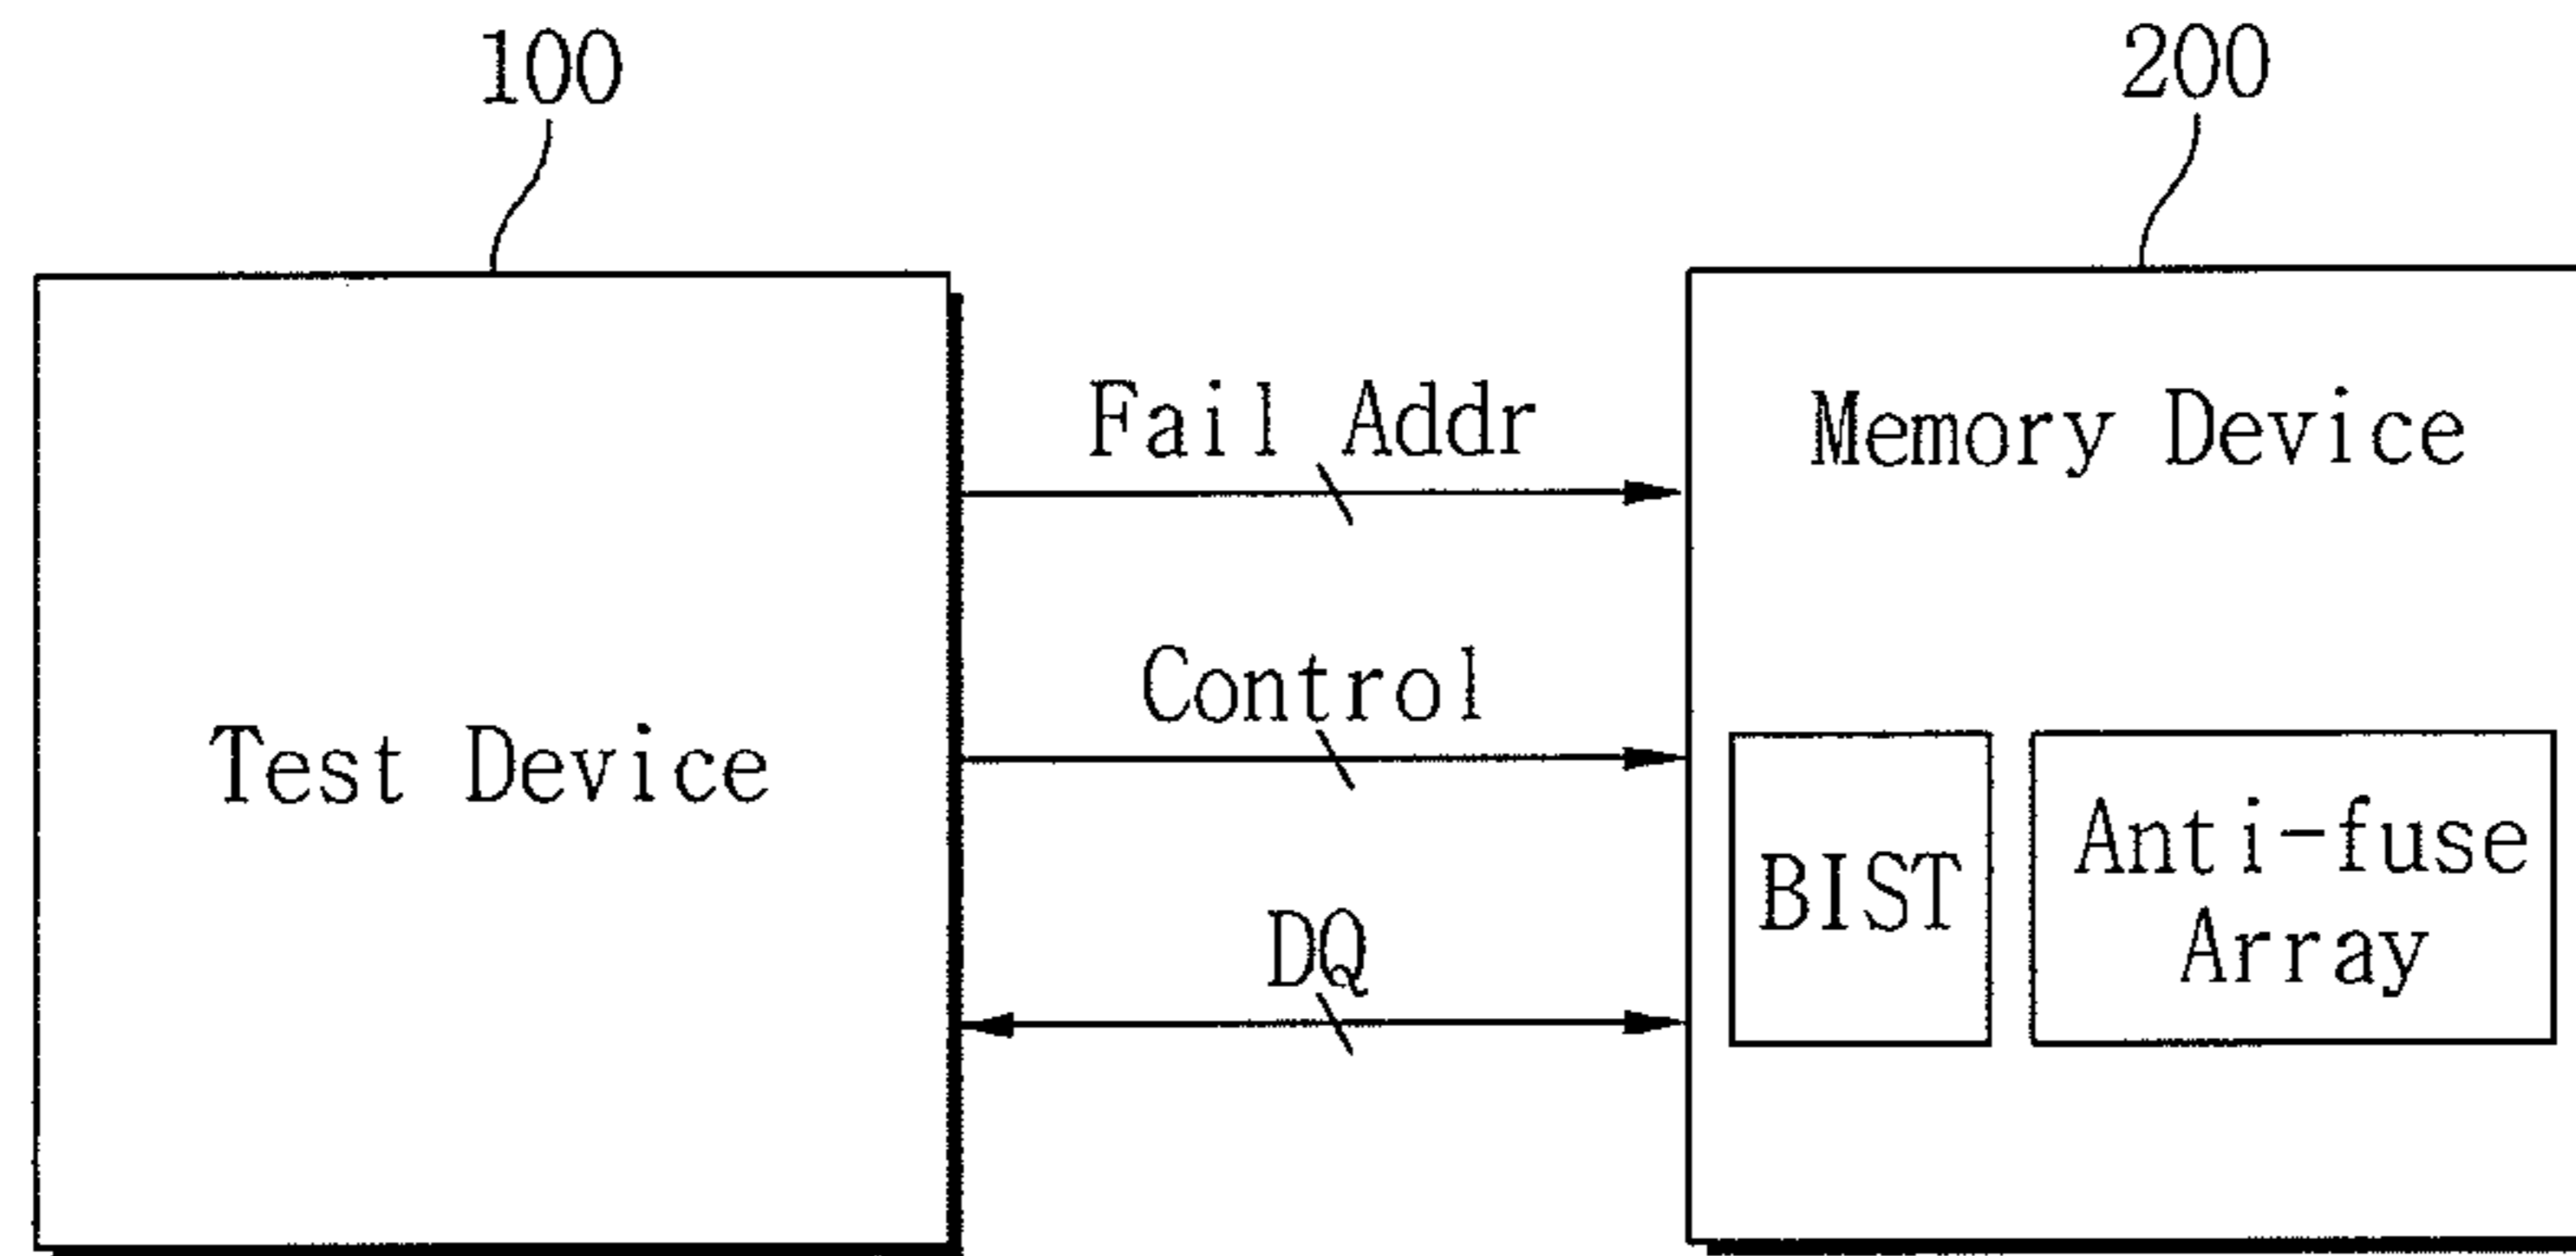 100
200
Test Device
Fail Addr
Control
DQ
Memory Device
BIST
Anti-fuse
Array